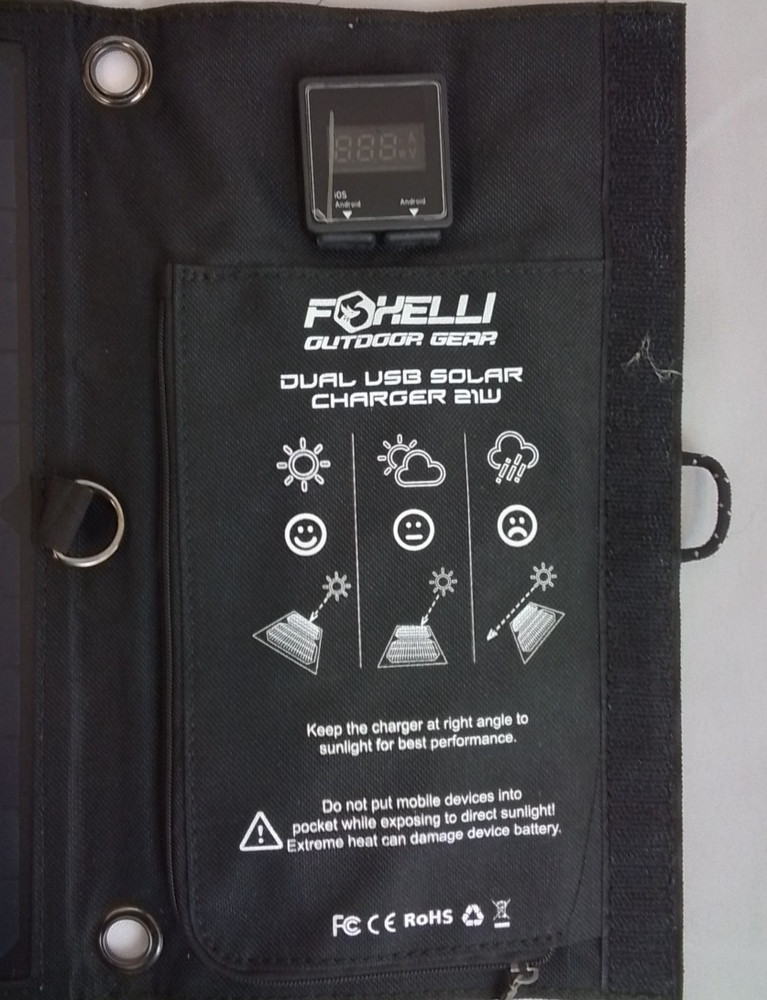 888 A
V
iOS
Android Android
FOXELLI
OUTDOOR GEAR
DUAL USB SOLAR
CHARGER 21W
Keep the charger at right angle to
sunlight for best performance.
Do not put mobile devices into
pocket while exposing to direct sunlight!
Extreme heat can damage device battery.
FC CE RoHS